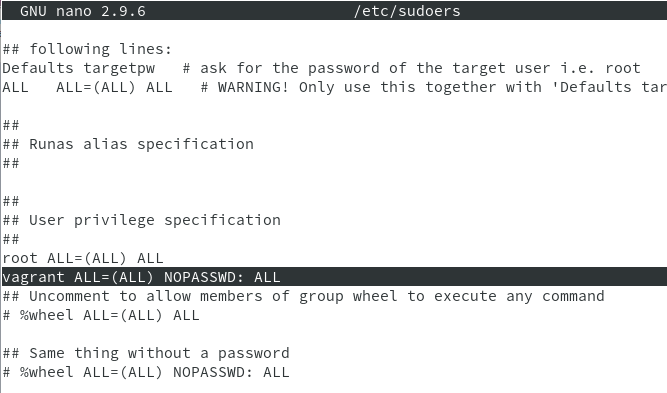 GNU nano 2.9.6 /etc/sudoers
## following lines:
Defaults targetpw # ask for the password of the target user i.e. root
ALL ALL=(ALL) ALL # WARNING! Only use this together with 'Defaults tar
##
## Runas alias specification
##
##
## User privilege specification
##
root ALL=(ALL) ALL
vagrant ALL=(ALL) NOPASSWD: ALL
## Uncomment to allow members of group wheel to execute any command
# %wheel ALL=(ALL) ALL
## Same thing without a password
# %wheel ALL=(ALL) NOPASSWD: ALL